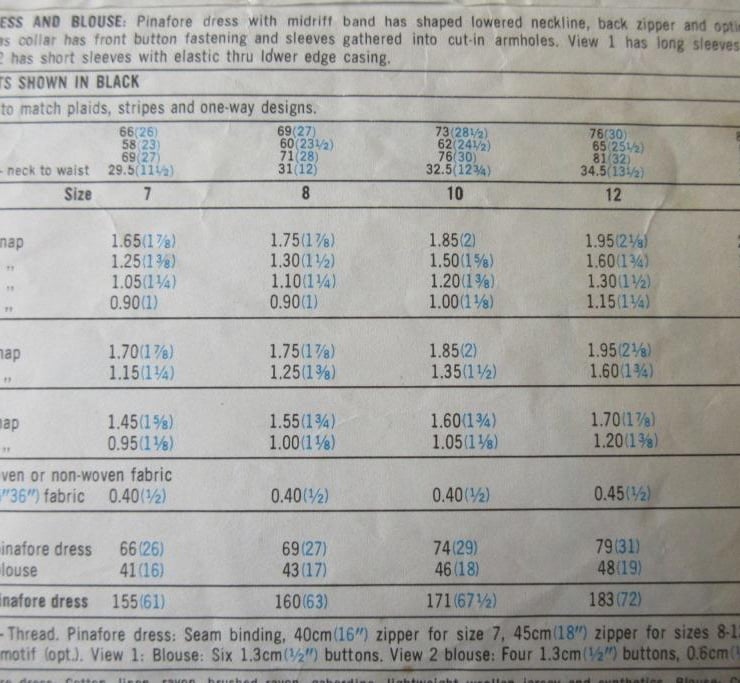 ESS AND BLOUSE: Pinafore dress with midriff band has shaped lowered neckline, back zipper and
as collar has front button fastening and sleeves gathered into cut-in armholes. View 1 has long sleeves
2 has short sleeves with elastic thru lower edge casing.
TS SHOWN IN BLACK
to match plaids, stripes and one-way designs.
66(26) 69(27) 73(28½) 76(30)
58(23) 60(23½) 62(24½) 65(25½)
69(27) 71(28) 76(30) 81(32)
- neck to waist 29.5(11½) 31(12) 32.5(12¾) 34.5(13½)
Size 7 8 10 12
nap 1.65(1⅞) 1.75(1⅞) 1.85(2) 1.95(2⅛)
,, 1.25(1⅜) 1.30(1½) 1.50(1⅝) 1.60(1¾)
,, 1.05(1¼) 1.10(1¼) 1.20(1⅜) 1.30(1½)
,, 0.90(1) 0.90(1) 1.00(1⅛) 1.15(1¼)
nap 1.70(1⅞) 1.75(1⅞) 1.85(2) 1.95(2⅛)
,, 1.15(1¼) 1.25(1⅜) 1.35(1½) 1.60(1¾)
ap 1.45(1⅝) 1.55(1¾) 1.60(1¾) 1.70(1⅞)
,, 0.95(1⅛) 1.00(1⅛) 1.05(1⅛) 1.20(1⅜)
ven or non-woven fabric
"36") fabric 0.40(½) 0.40(½) 0.40(½) 0.45(½)
inafore dress 66(26) 69(27) 74(29) 79(31)
louse 41(16) 43(17) 46(18) 48(19)
inafore dress 155(61) 160(63) 171(67½) 183(72)
- Thread. Pinafore dress: Seam binding, 40cm(16") zipper for size 7, 45cm(18") zipper for sizes 8-1
motif (opt.). View 1: Blouse: Six 1.3cm(½") buttons. View 2 blouse: Four 1.3cm(½") buttons, 0.6cm(